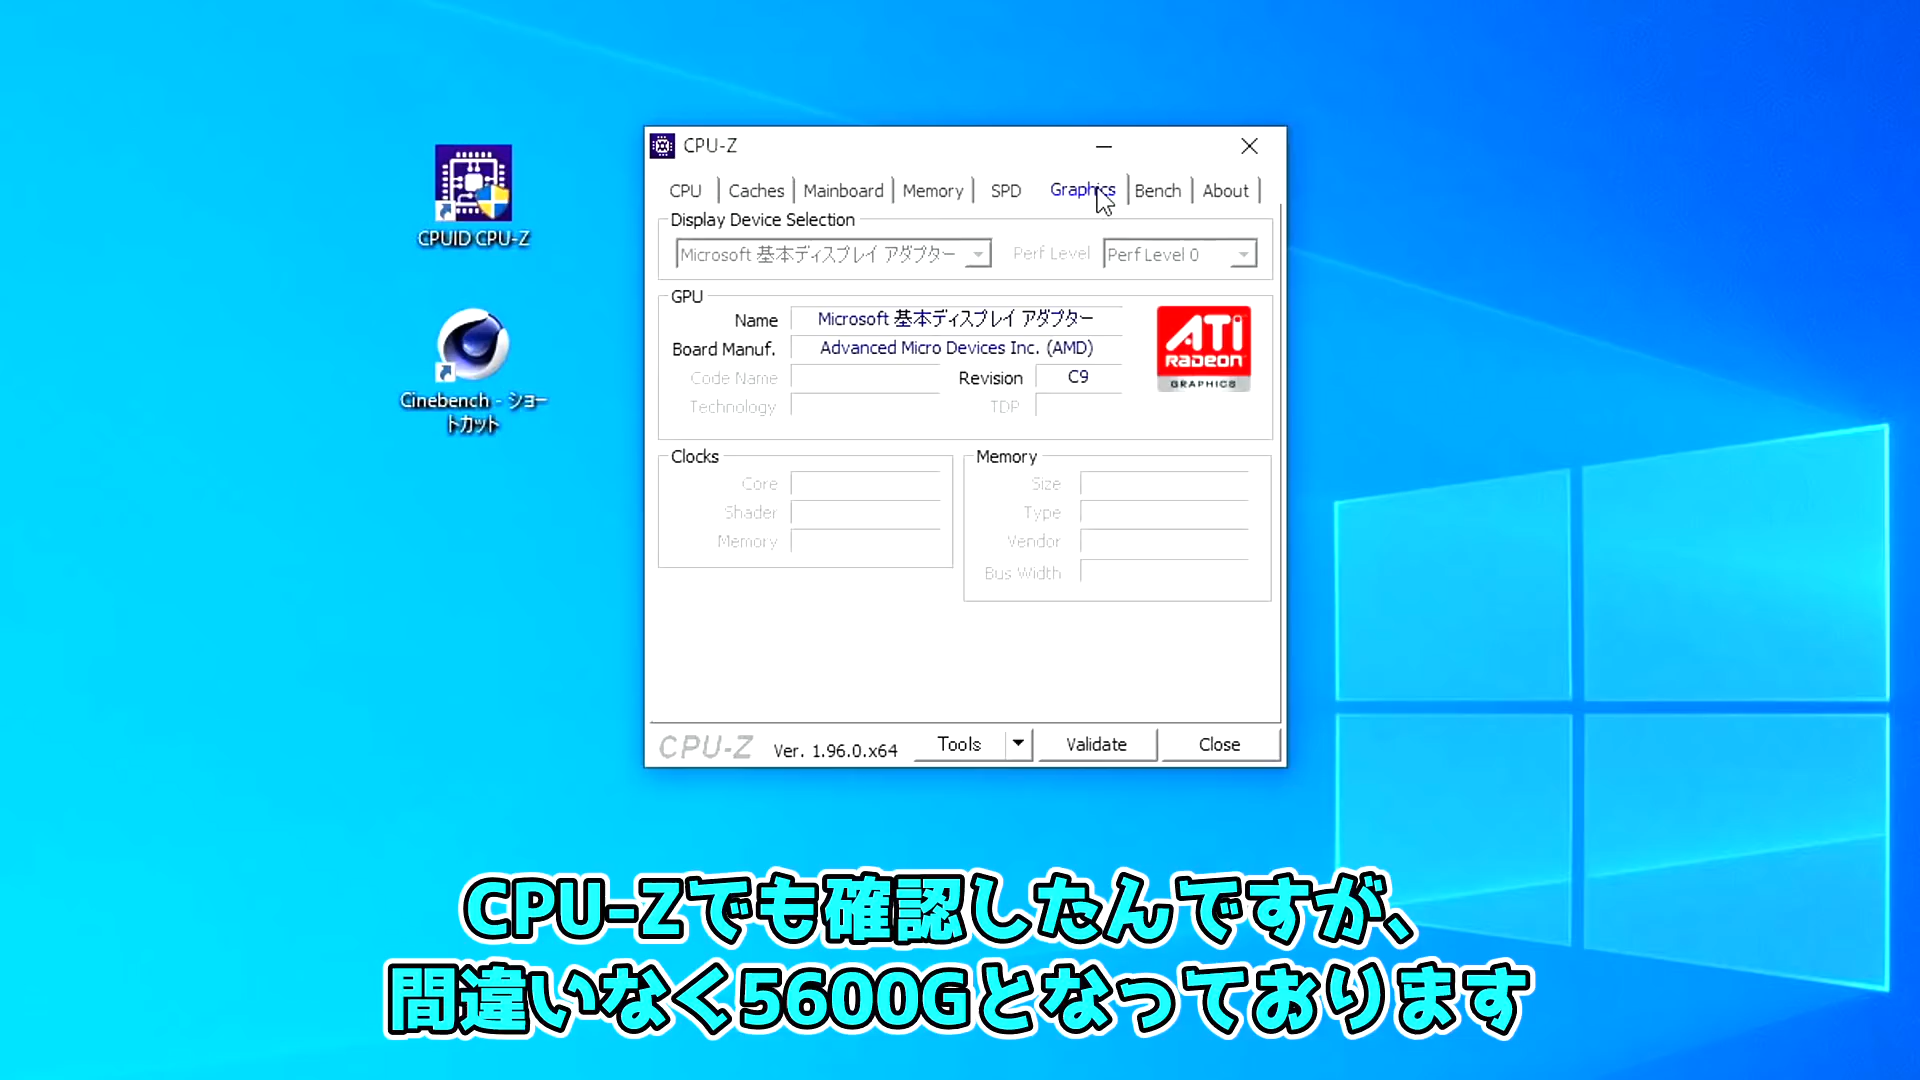 CPUID CPU-Z
Cinebench - ショー
トカット
CPU-Z
CPU Caches Mainboard Memory SPD Graphics Bench About
Display Device Selection
Microsoft 基本ディスプレイ アダプター Perf Level Perf Level 0
GPU
Name Microsoft 基本ディスプレイ アダプター
Board Manuf. Advanced Micro Devices Inc. (AMD)
Code Name Revision C9
Technology TDP
ATI
RADEON
GRAPHICS
Clocks
Core
Shader
Memory
Memory
Size
Type
Vendor
Bus Width
CPU-Z Ver. 1.96.0.x64 Tools Validate Close
CPU-Zでも確認したんですが、
間違いなく5600Gとなっております